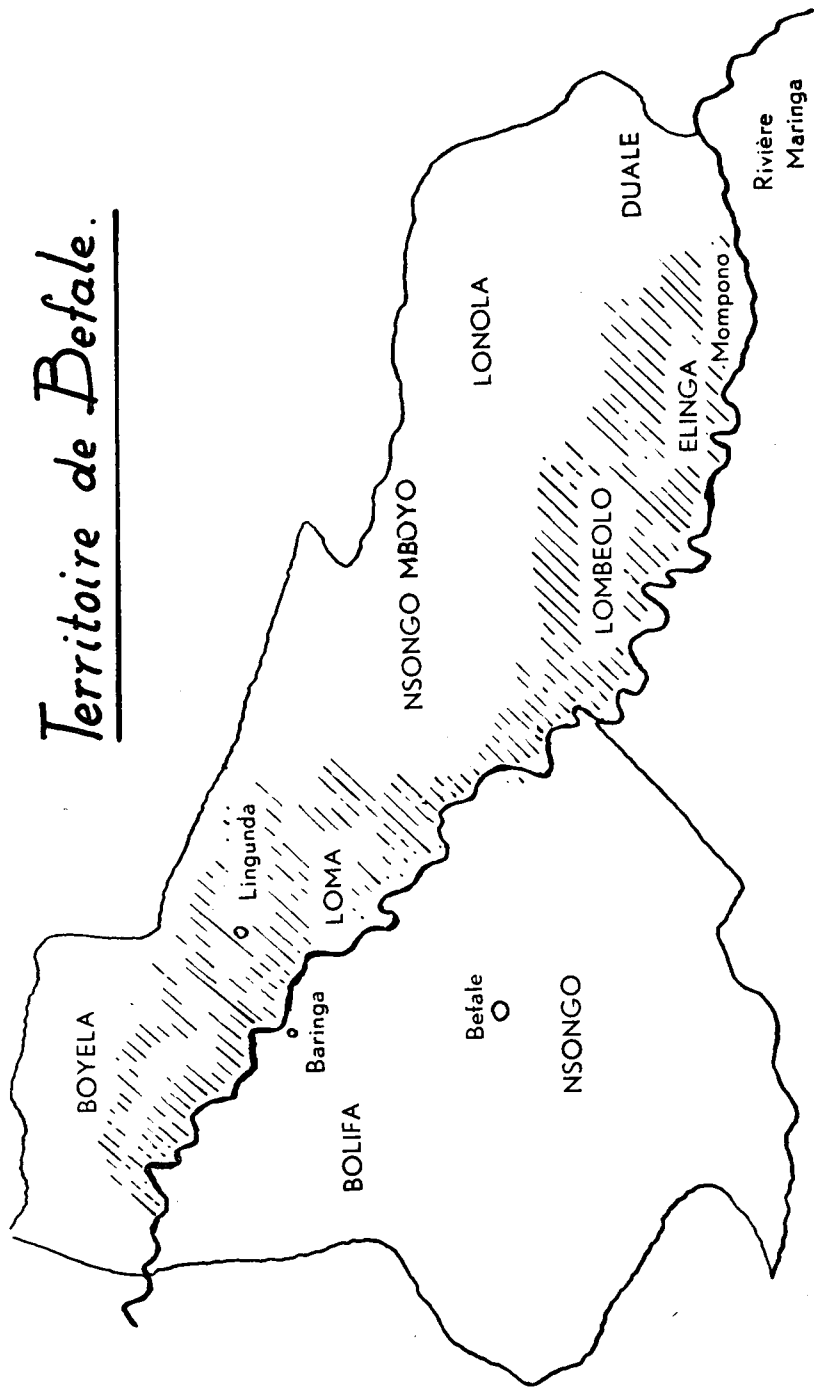 Territoire de Befale.
BOYELA
Lingunda
LOMA
Baringa
BOLIFA
Befale
NSONGO
NSONGO MBOYO
LONOLA
LOMBEOLO
ELINGA
Mompono
DUALE
Rivière
Maringa